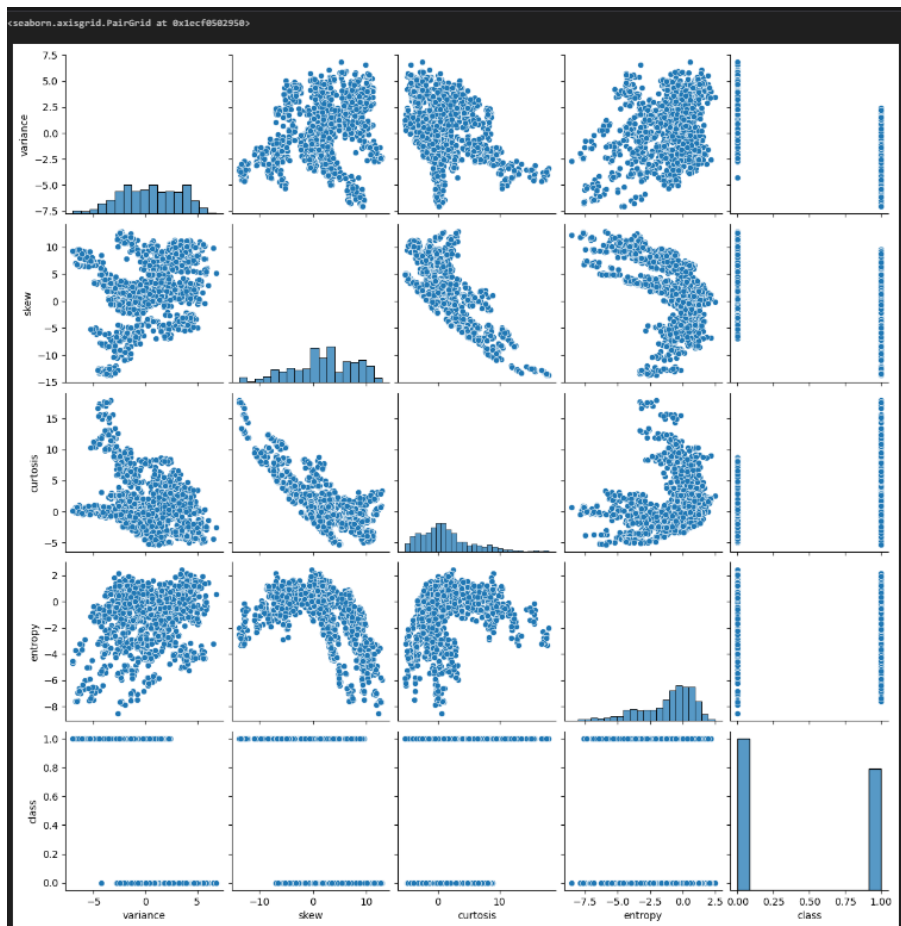 <seaborn.axisgrid.PairGrid at 0x1ecf0502950>
7.5
5.0
2.5
0.0
−2.5
−5.0
−7.5
variance
10
5
0
−5
−10
−15
skew
15
10
5
0
−5
curtosis
2
0
−2
−4
−6
−8
entropy
1.0
0.8
0.6
0.4
0.2
0.0
class
−5 0 5
variance
−10 0 10
skew
0 10
curtosis
−7.5 −5.0 −2.5 0.0 2.5
entropy
0.00 0.25 0.50 0.75 1.00
class